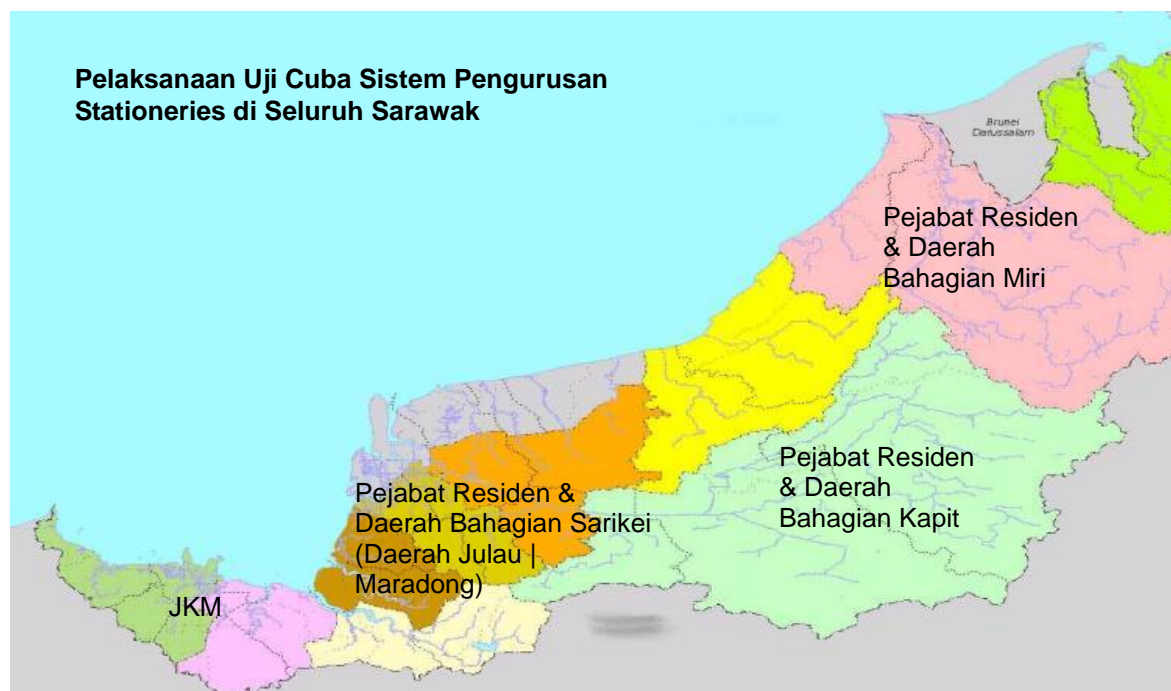 Pelaksanaan Uji Cuba Sistem Pengurusan
Stationeries di Seluruh Sarawak
Brunei
Darussalam
Pejabat Residen
& Daerah
Bahagian Miri
Pejabat Residen
& Daerah
Bahagian Kapit
Pejabat Residen &
Daerah Bahagian Sarikei
(Daerah Julau |
Maradong)
JKM